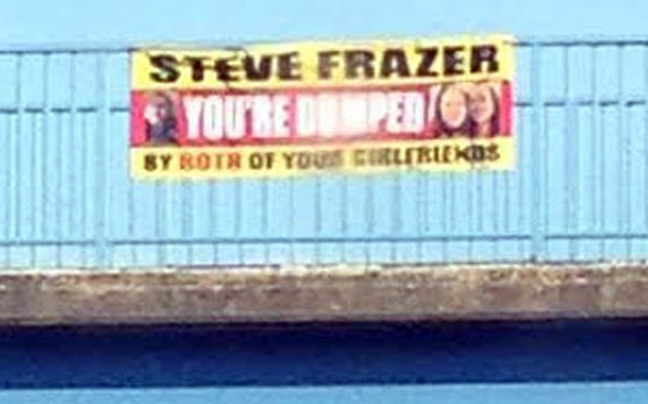 STEVE FRAZER
YOU'RE DUMPED!
BY BOTH OF YOUR GIRLFRIENDS